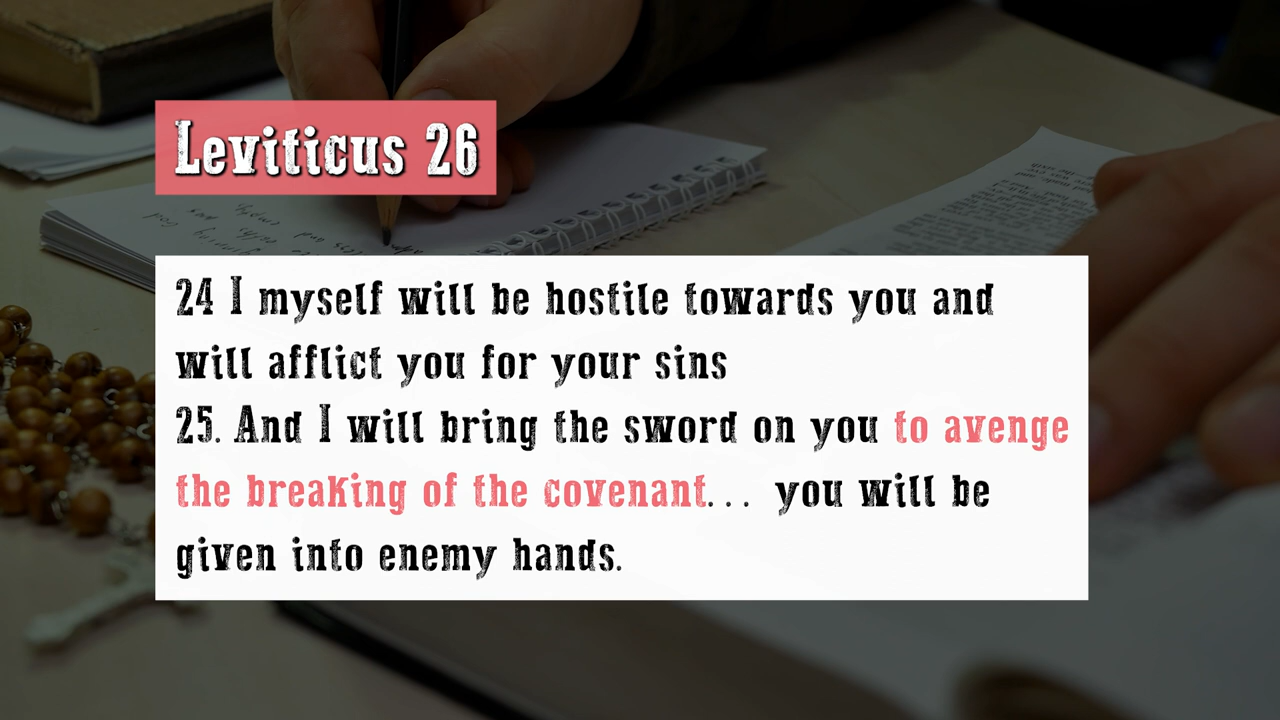 Leviticus 26
24 I myself will be hostile towards you and
will afflict you for your sins
25. And I will bring the sword on you to avenge
the breaking of the covenant... you will be
given into enemy hands.